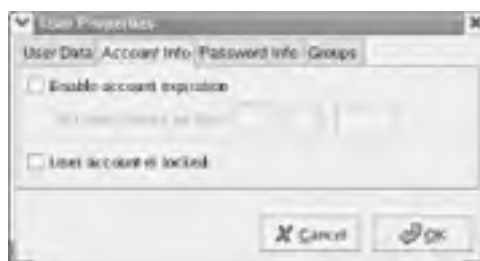 User Properties
User Data Account Info Password Info Groups
Enable account expiration
User account is locked
Cancel OK